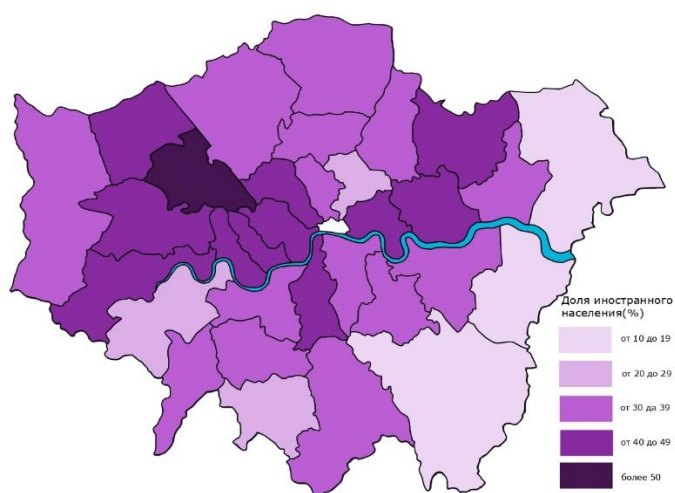 Доля иностранного
населения(%)
от 10 до 19
от 20 до 29
от 30 да 39
от 40 до 49
более 50